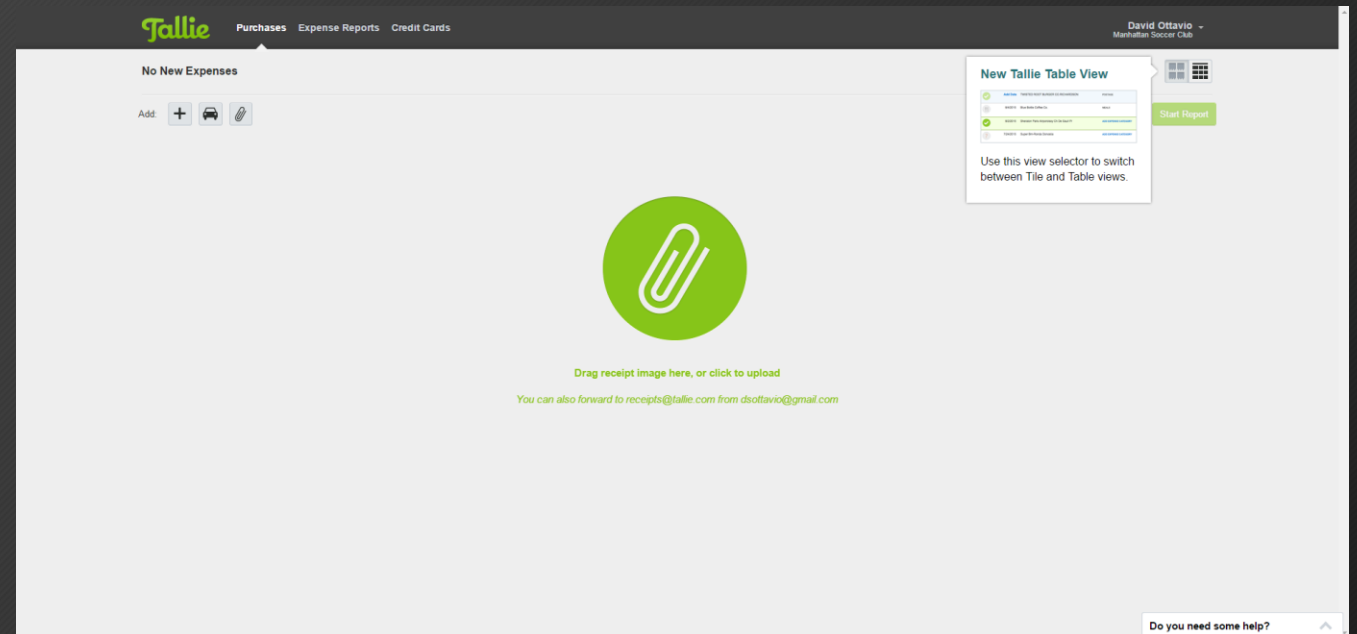 Tallie
Purchases Expense Reports Credit Cards
David Ottavio
Manhattan Soccer Club
No New Expenses
New Tallie Table View
Use this view selector to switch
between Tile and Table views.
Add:
Start Report
Drag receipt image here, or click to upload
You can also forward to receipts@tallie.com from dsottavio@gmail.com
Do you need some help?